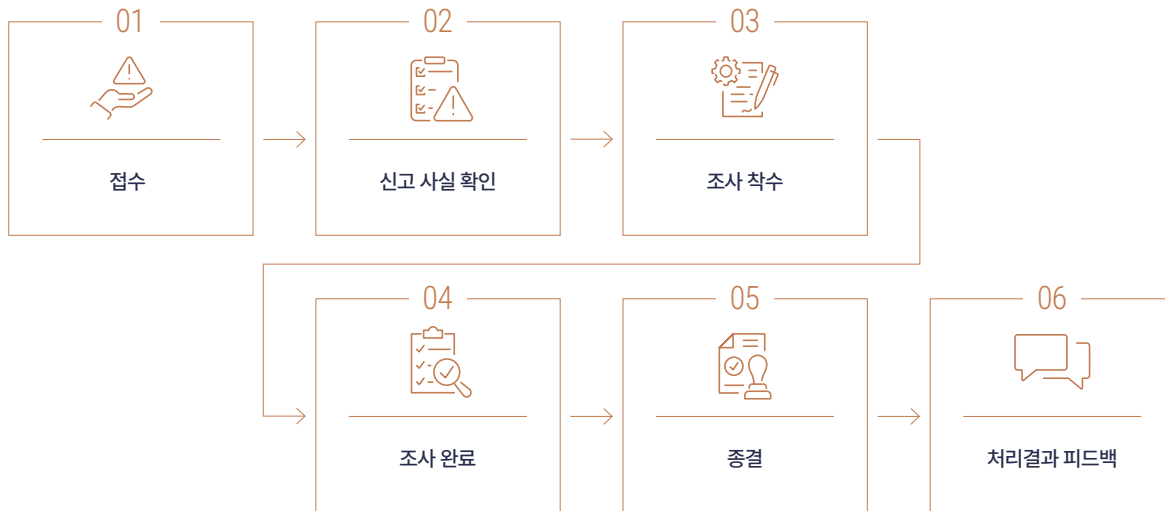 01
접수
02
신고 사실 확인
03
조사 착수
04
조사 완료
05
종결
06
처리결과 피드백